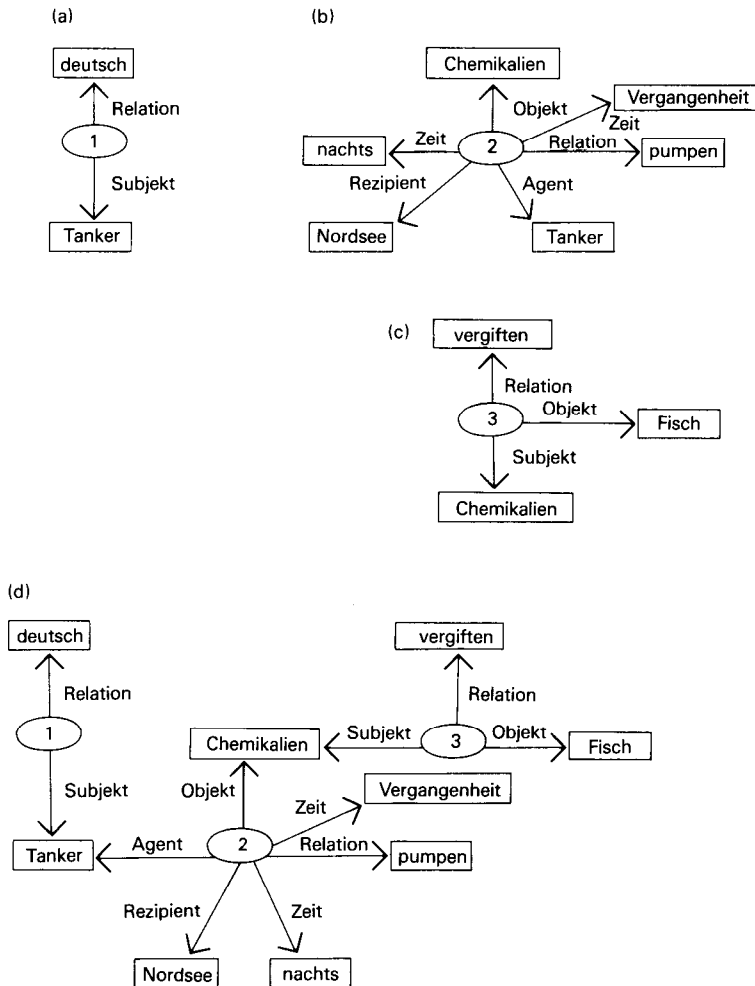 (a)
deutsch
Relation
1
Subjekt
Tanker
(b)
Chemikalien
Objekt
Vergangenheit
Zeit
nachts
Zeit
2
Relation
pumpen
Rezipient
Agent
Nordsee
Tanker
(c)
vergiften
Relation
3
Objekt
Fisch
Subjekt
Chemikalien
(d)
deutsch
Relation
1
Subjekt
Tanker
vergiften
Relation
Chemikalien
Subjekt
3
Objekt
Fisch
Objekt
Vergangenheit
Zeit
Agent
2
Relation
pumpen
Rezipient
Zeit
Nordsee
nachts